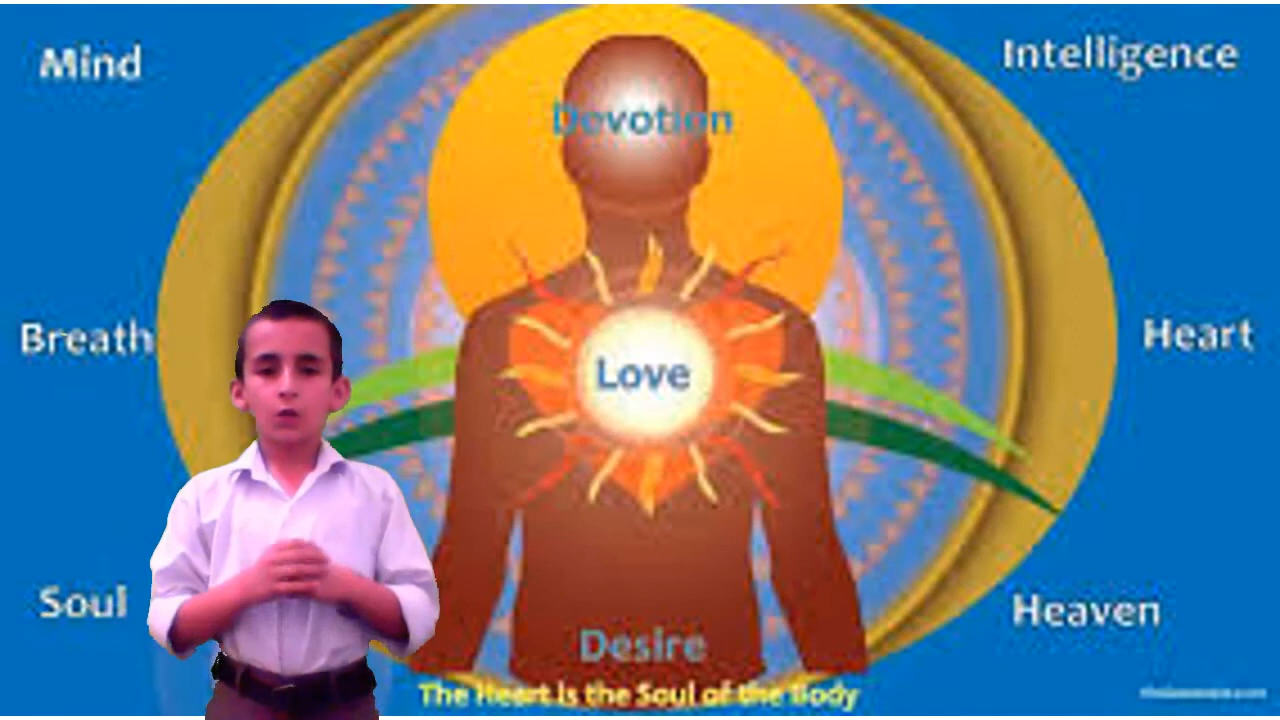 Mind
Intelligence
Devotion
Breath
Heart
Love
Soul
Heaven
Desire
The Heart is the Soul of the Body